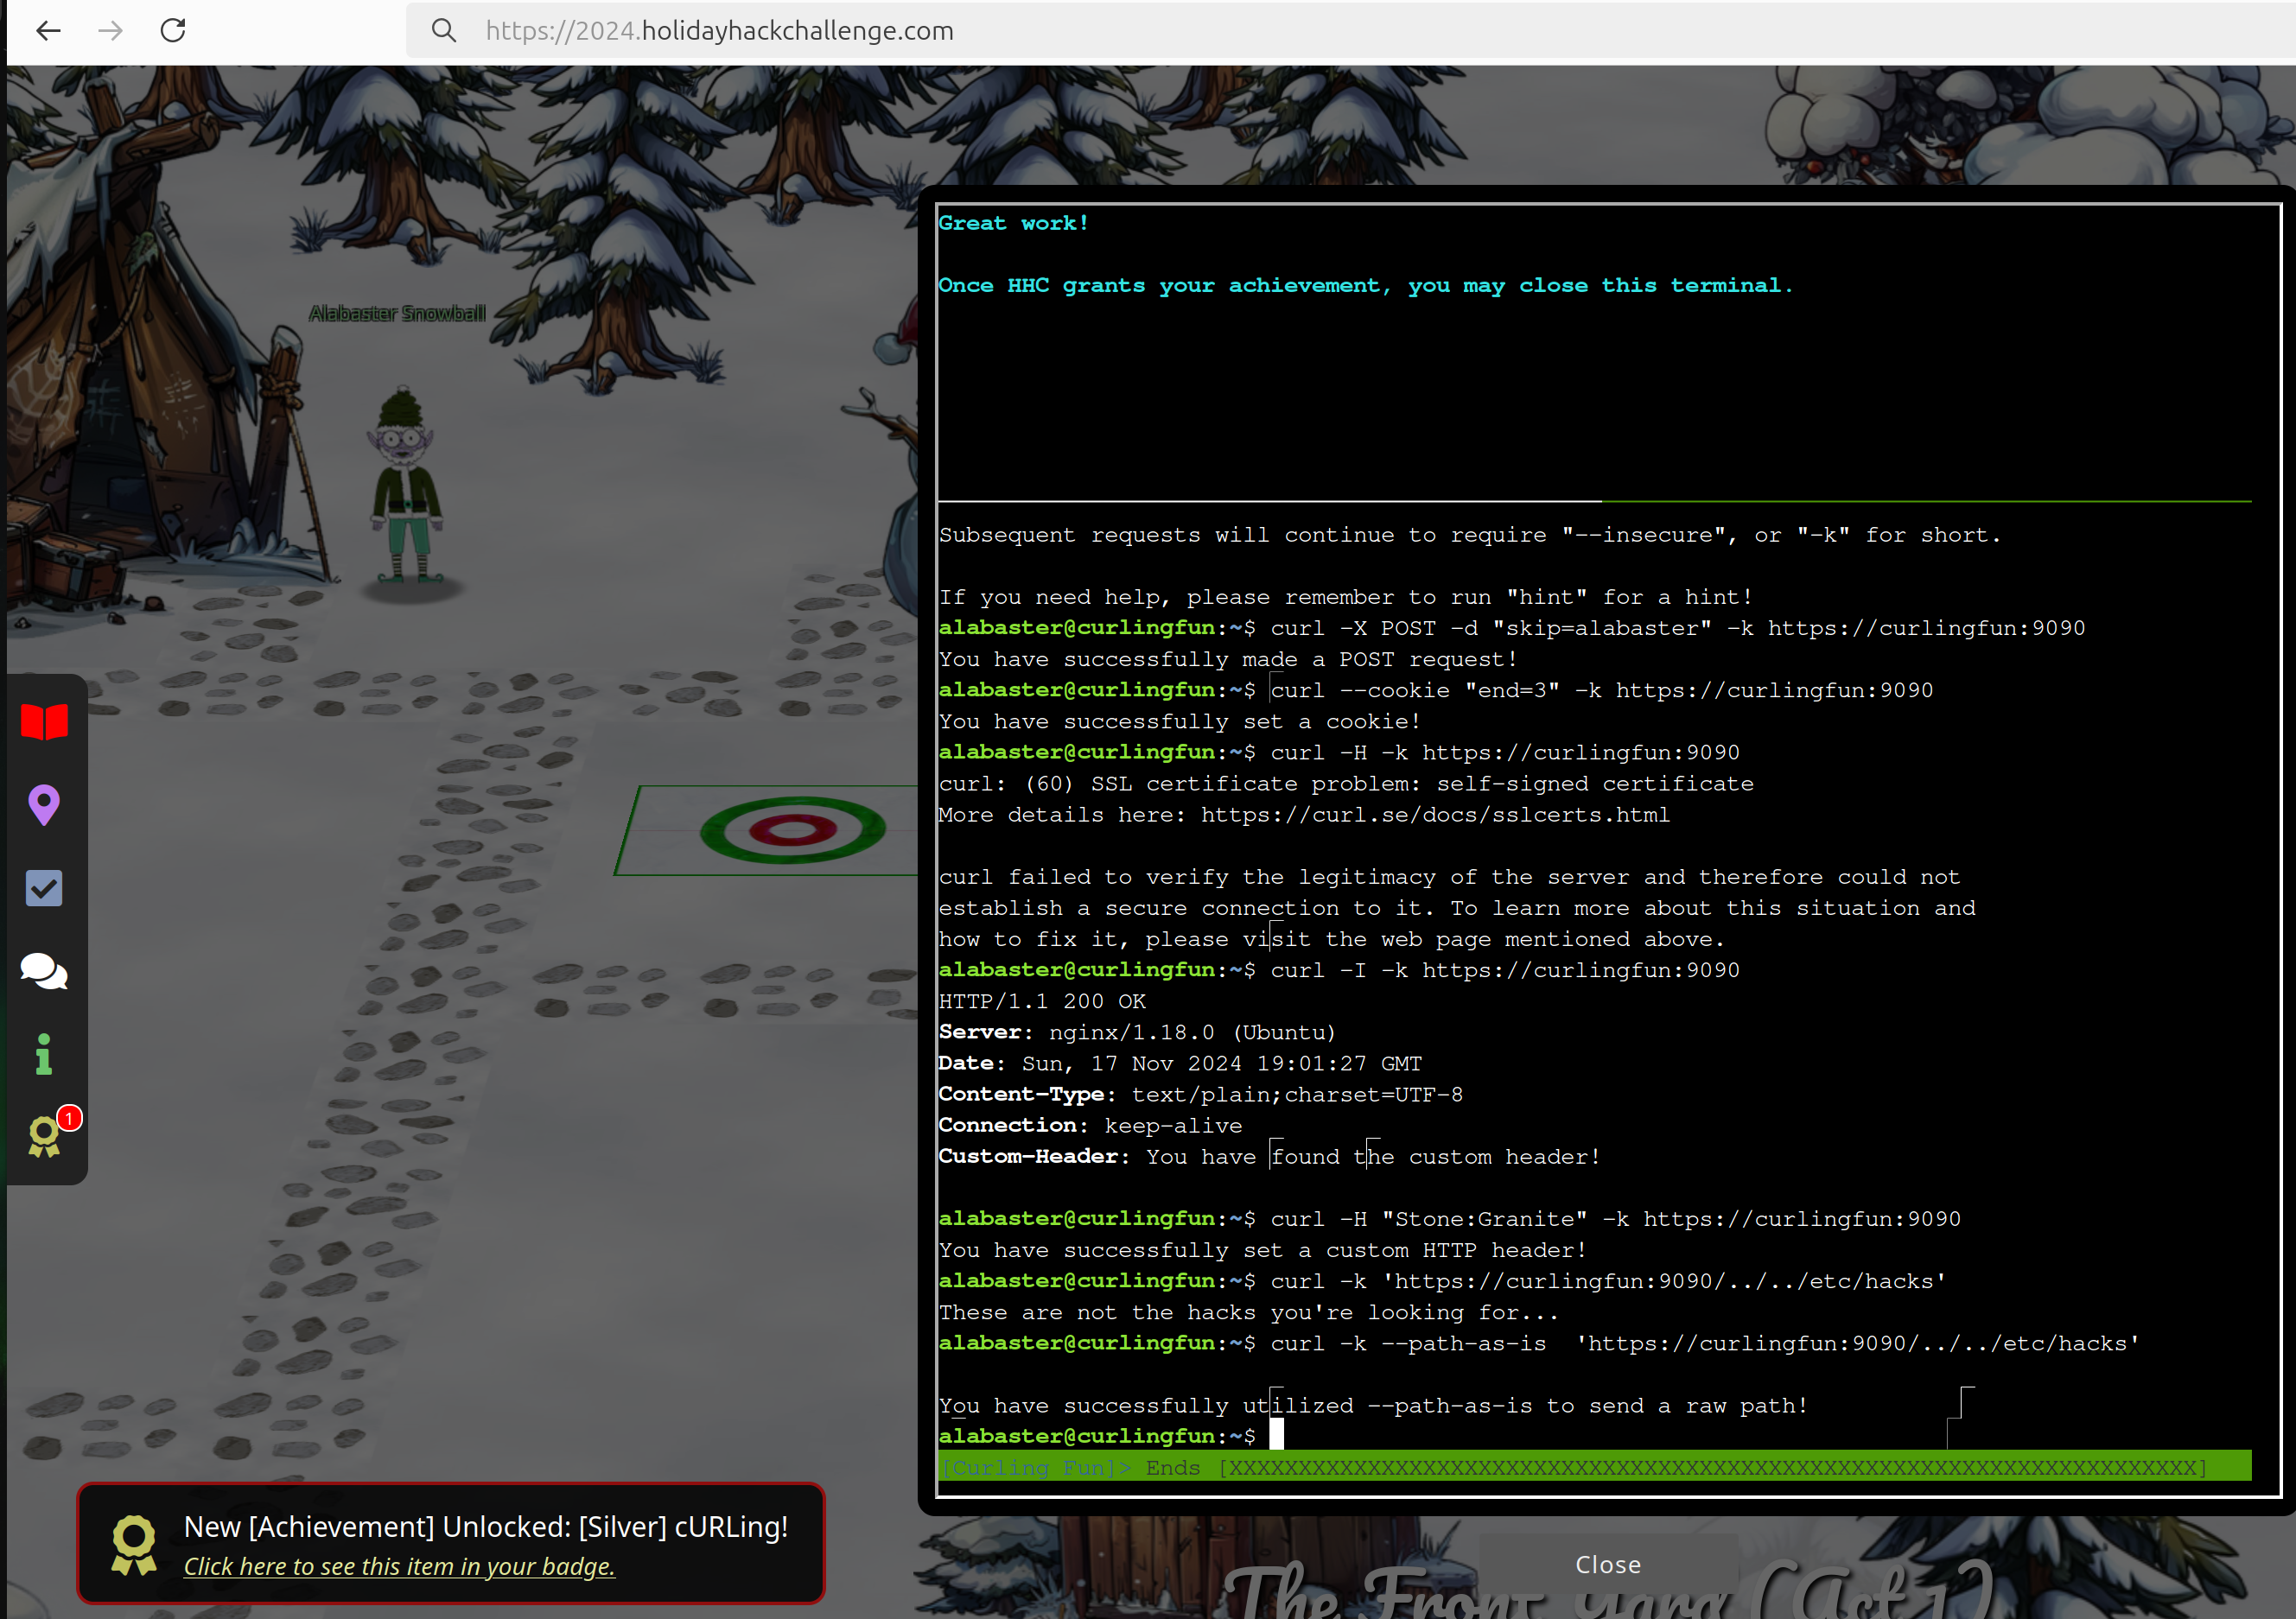 https://2024.holidayhackchallenge.com
Alabaster Snowball
Great work!
Once HHC grants your achievement, you may close this terminal.
Subsequent requests will continue to require "--insecure", or "-k" for short.
If you need help, please remember to run "hint" for a hint!
alabaster@curlingfun:~$ curl -X POST -d "skip=alabaster" -k https://curlingfun:9090
You have successfully made a POST request!
alabaster@curlingfun:~$ curl --cookie "end=3" -k https://curlingfun:9090
You have successfully set a cookie!
alabaster@curlingfun:~$ curl -H -k https://curlingfun:9090
curl: (60) SSL certificate problem: self-signed certificate
More details here: https://curl.se/docs/sslcerts.html
curl failed to verify the legitimacy of the server and therefore could not
establish a secure connection to it. To learn more about this situation and
how to fix it, please visit the web page mentioned above.
alabaster@curlingfun:~$ curl -I -k https://curlingfun:9090
HTTP/1.1 200 OK
Server: nginx/1.18.0 (Ubuntu)
Date: Sun, 17 Nov 2024 19:01:27 GMT
Content-Type: text/plain;charset=UTF-8
Connection: keep-alive
Custom-Header: You have found the custom header!
alabaster@curlingfun:~$ curl -H "Stone:Granite" -k https://curlingfun:9090
You have successfully set a custom HTTP header!
alabaster@curlingfun:~$ curl -k 'https://curlingfun:9090/../../etc/hacks'
These are not the hacks you're looking for...
alabaster@curlingfun:~$ curl -k --path-as-is  'https://curlingfun:9090/../../etc/hacks'
You have successfully utilized --path-as-is to send a raw path!
alabaster@curlingfun:~$
[Curling Fun]> Ends [XXXXXXXXXXXXXXXXXXXXXXXXXXXXXXXXXXXXXXXXXXXXXXXXXXXXXXXXXXXXXXXXXXXXXX]
1
New [Achievement] Unlocked: [Silver] cURLing!
Click here to see this item in your badge.
Close
The Front Yard (Act 1)